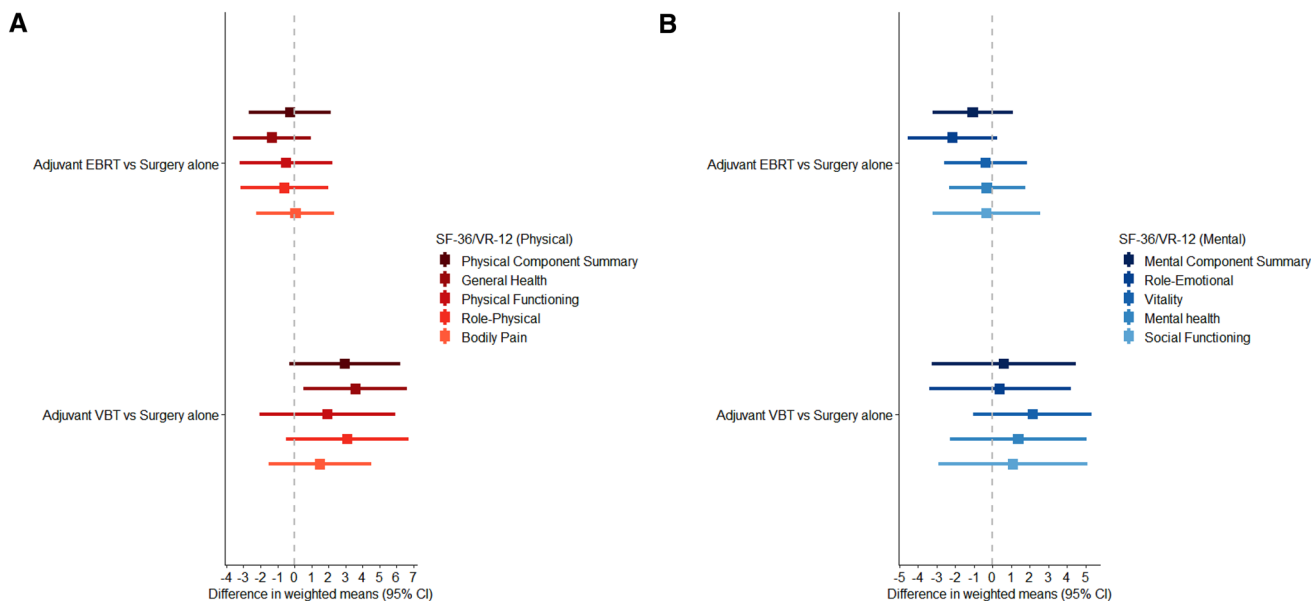 A
Adjuvant EBRT vs Surgery alone
Adjuvant VBT vs Surgery alone
-4 -3 -2 -1 0 1 2 3 4 5 6 7
Difference in weighted means (95% CI)
SF-36/VR-12 (Physical)
Physical Component Summary
General Health
Physical Functioning
Role-Physical
Bodily Pain
B
Adjuvant EBRT vs Surgery alone
Adjuvant VBT vs Surgery alone
-5 -4 -3 -2 -1 0 1 2 3 4 5
Difference in weighted means (95% CI)
SF-36/VR-12 (Mental)
Mental Component Summary
Role-Emotional
Vitality
Mental health
Social Functioning